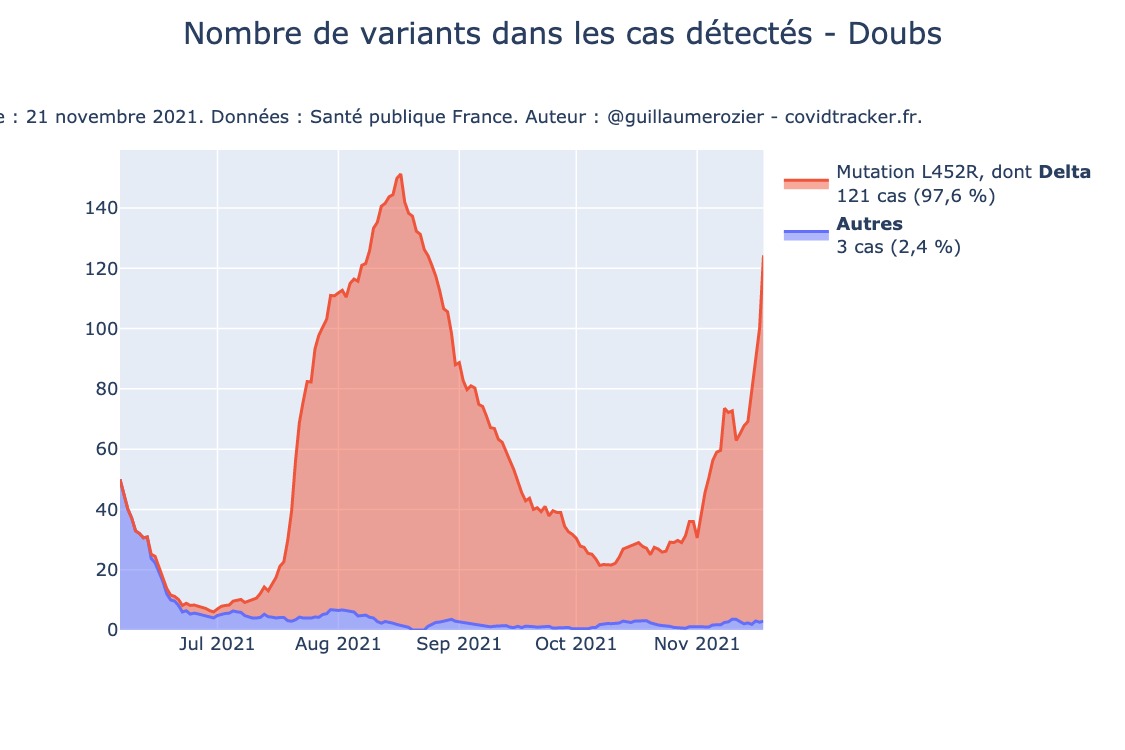 Nombre de variants dans les cas détectés - Doubs
: 21 novembre 2021. Données : Santé publique France. Auteur : @guillaumerozier - covidtracker.fr.
Mutation L452R, dont Delta
121 cas (97,6 %)
Autres
3 cas (2,4 %)
140
120
100
80
60
40
20
0
Jul 2021 Aug 2021 Sep 2021 Oct 2021 Nov 2021